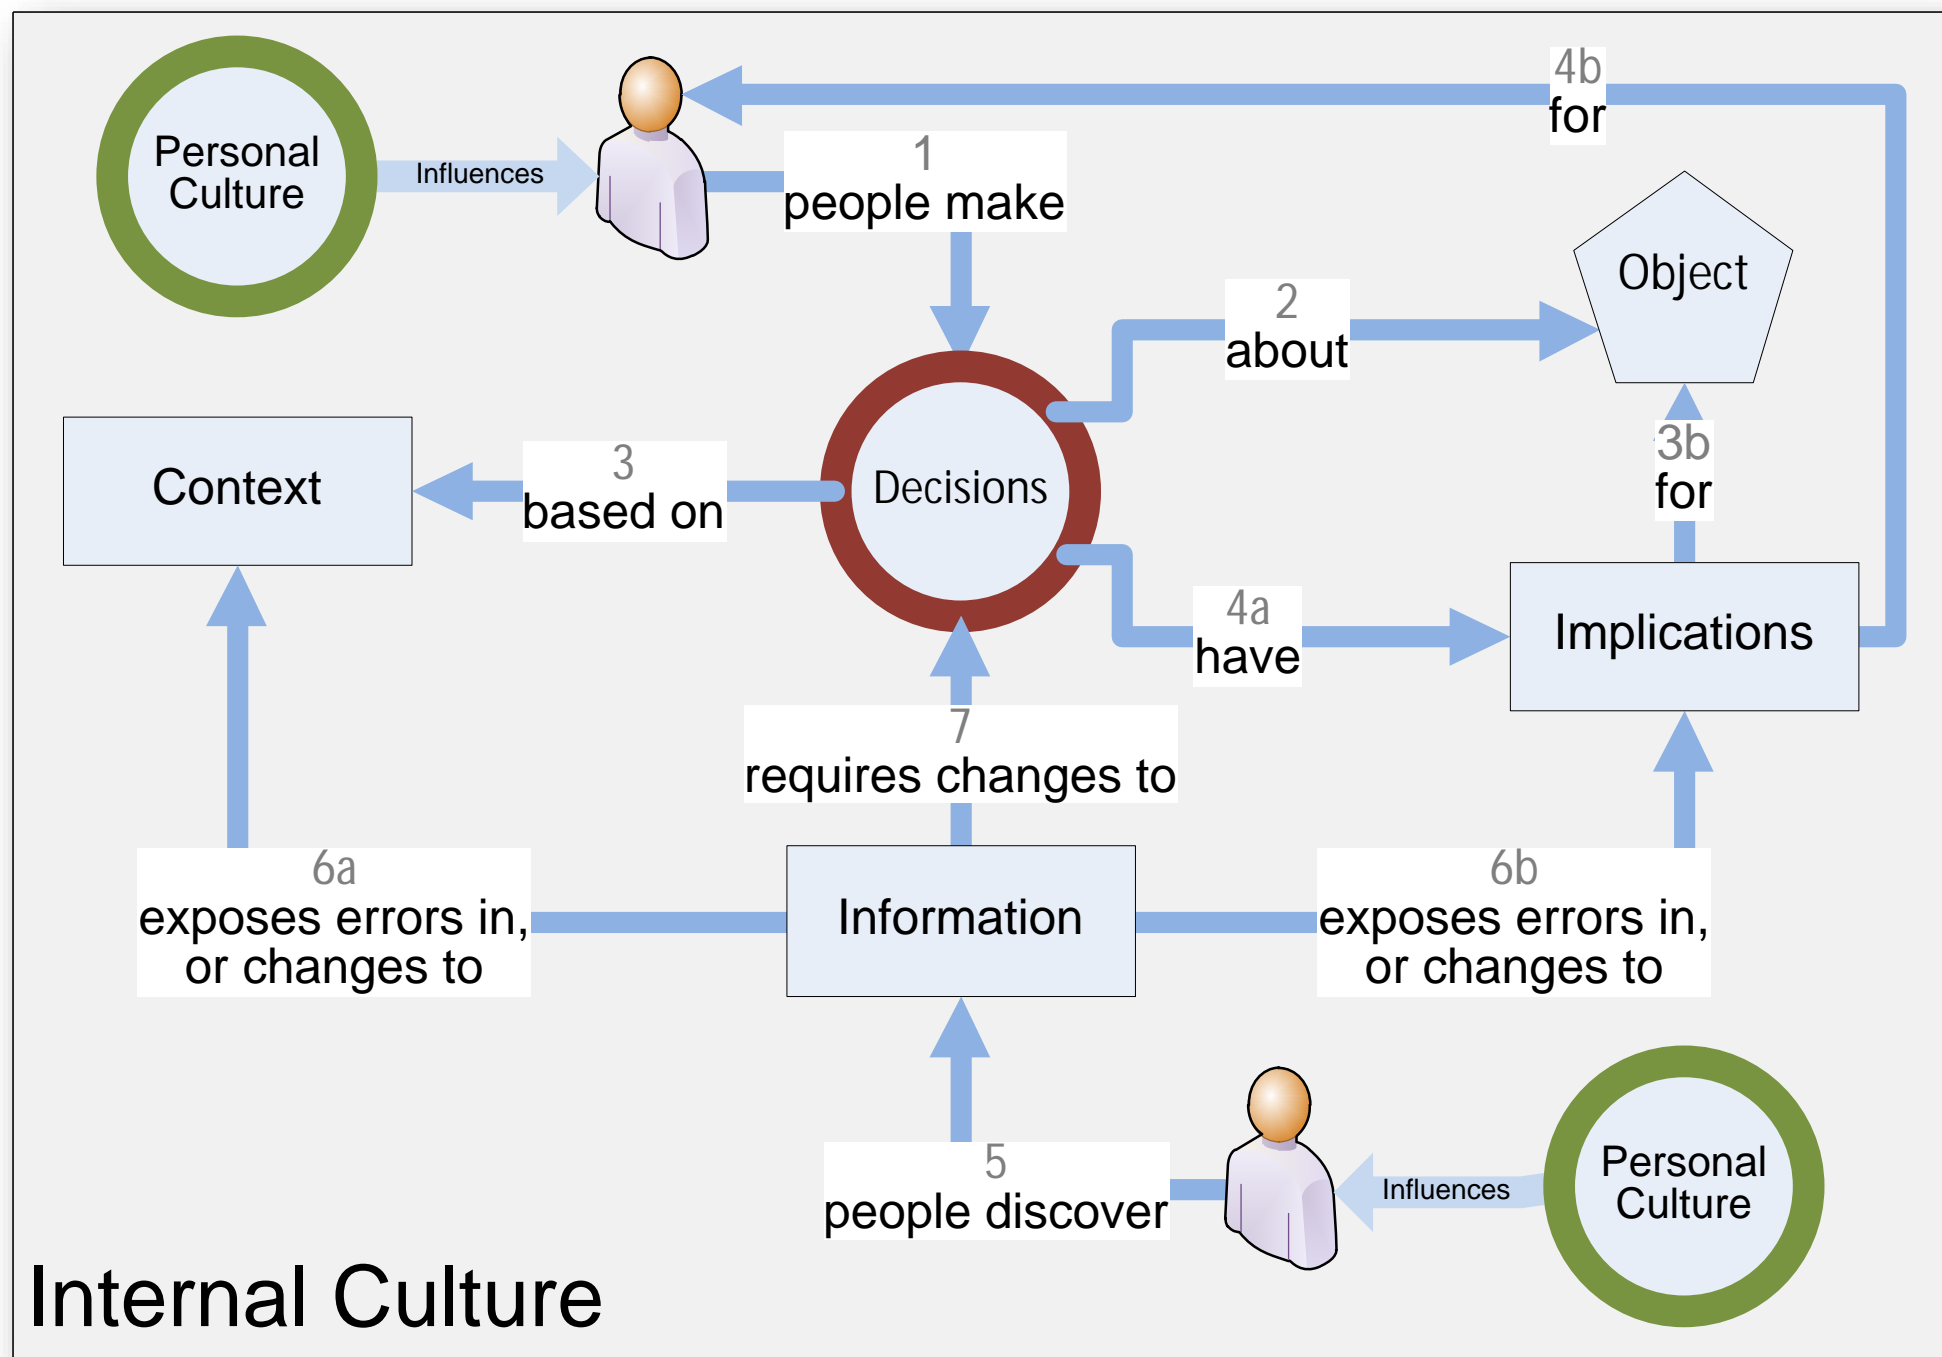 Personal
Culture
Influences
1
people make
4b
for
2
about
Object
3
based on
Context
Decisions
3b
for
4a
have
Implications
7
requires changes to
6a
exposes errors in,
or changes to
Information
6b
exposes errors in,
or changes to
5
people discover
Influences
Personal
Culture
Internal Culture